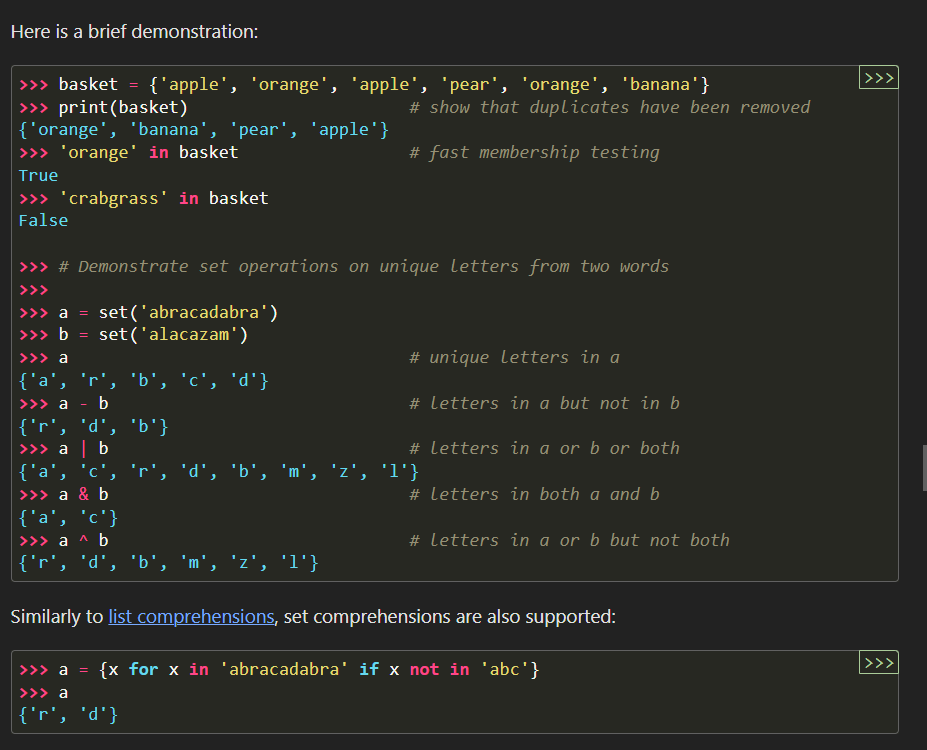 Here is a brief demonstration:
>>>
>>> basket = {'apple', 'orange', 'apple', 'pear', 'orange', 'banana'}
>>> print(basket)                      # show that duplicates have been removed
{'orange', 'banana', 'pear', 'apple'}
>>> 'orange' in basket                 # fast membership testing
True
>>> 'crabgrass' in basket
False

>>> # Demonstrate set operations on unique letters from two words
>>>
>>> a = set('abracadabra')
>>> b = set('alacazam')
>>> a                                  # unique letters in a
{'a', 'r', 'b', 'c', 'd'}
>>> a - b                              # letters in a but not in b
{'r', 'd', 'b'}
>>> a | b                              # letters in a or b or both
{'a', 'c', 'r', 'd', 'b', 'm', 'z', 'l'}
>>> a & b                              # letters in both a and b
{'a', 'c'}
>>> a ^ b                              # letters in a or b but not both
{'r', 'd', 'b', 'm', 'z', 'l'}
Similarly to list comprehensions, set comprehensions are also supported:
>>>
>>> a = {x for x in 'abracadabra' if x not in 'abc'}
>>> a
{'r', 'd'}